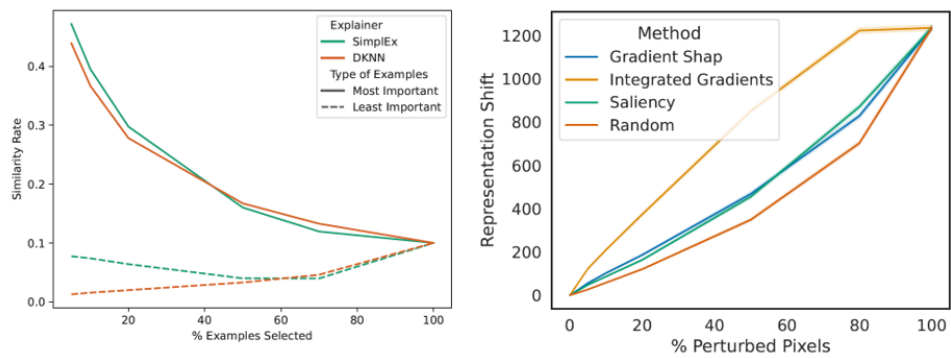 Explainer
SimplEx
DKNN
Type of Examples
Most Important
Least Important
0.4
0.3
0.2
0.1
0.0
Similarity Rate
20
40
60
80
100
% Examples Selected
Method
Gradient Shap
Integrated Gradients
Saliency
Random
1200
1000
800
600
400
200
0
Representation Shift
0
20
40
60
80
100
% Perturbed Pixels